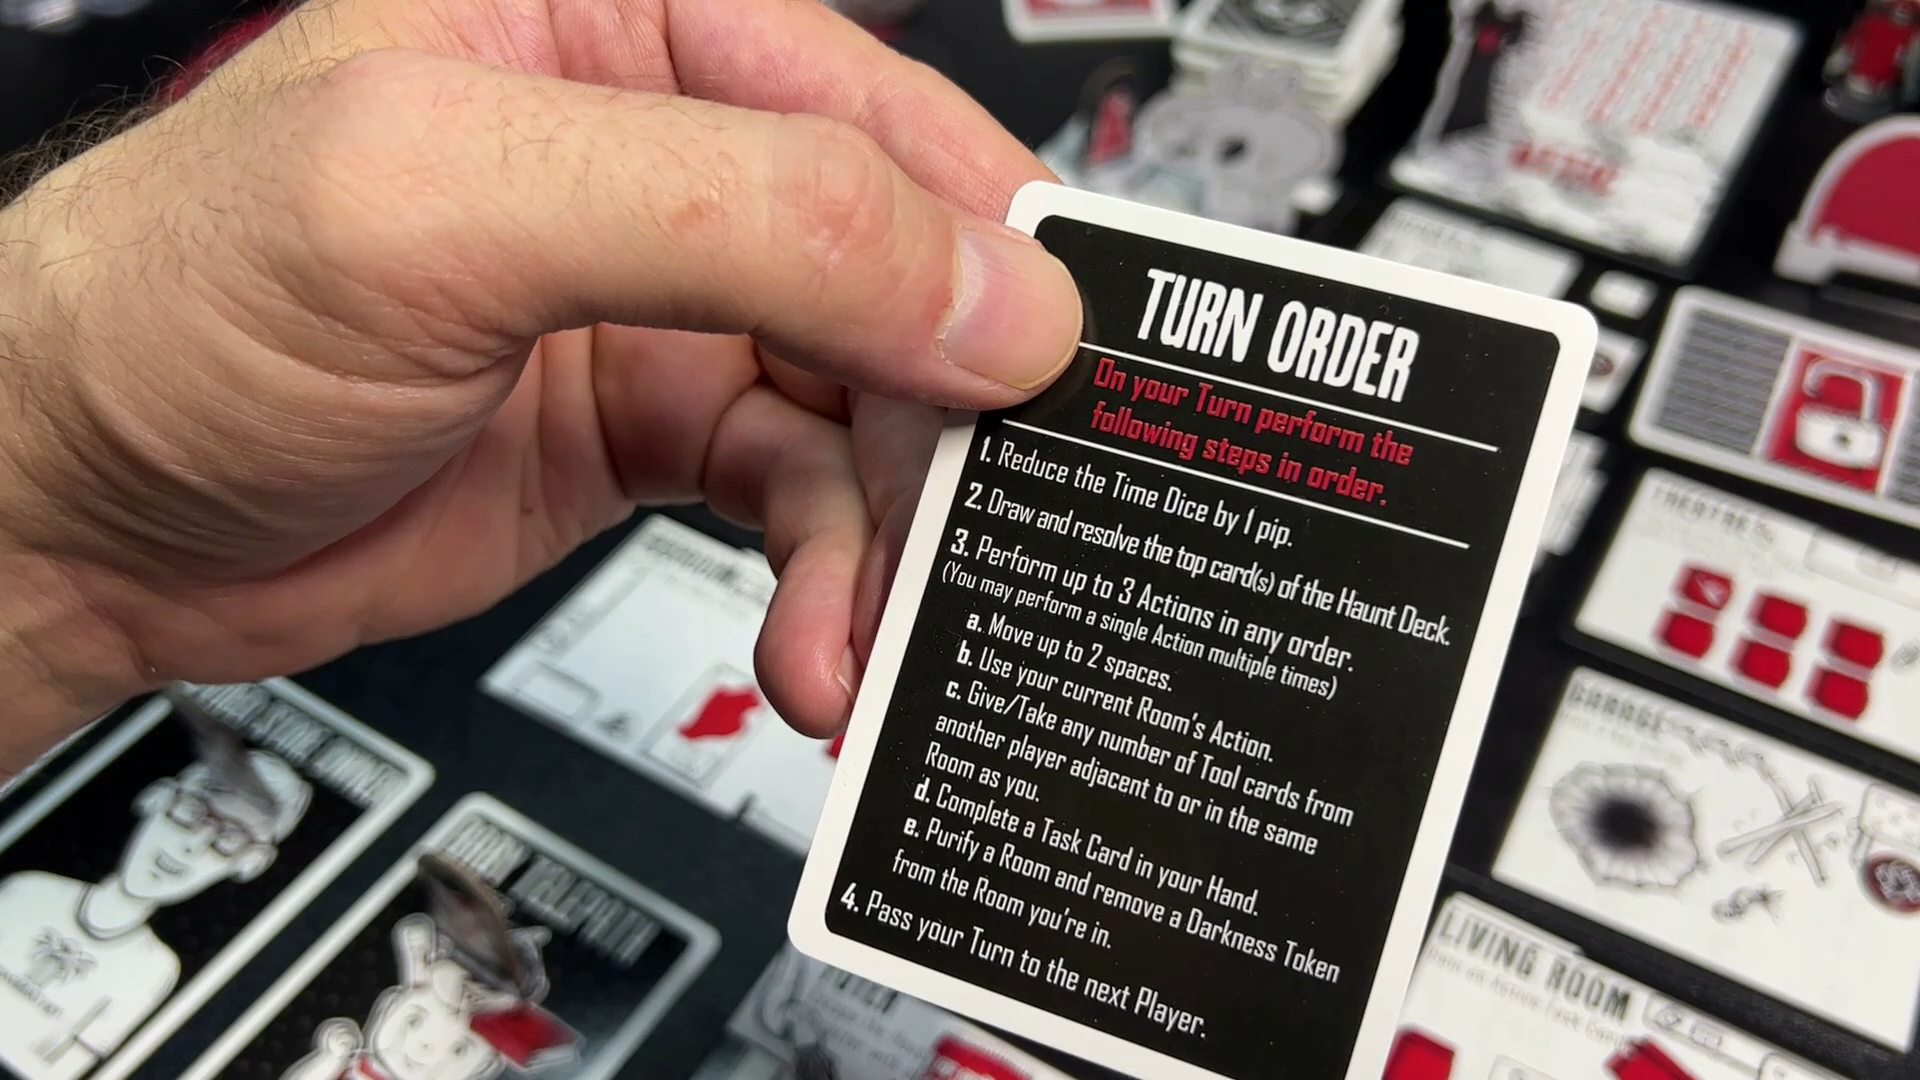 TURN ORDER
On your Turn perform the
following steps in order.
1. Reduce the Time Dice by 1 pip.
2. Draw and resolve the top card(s) of the Haunt Deck.
3. Perform up to 3 Actions in any order.
(You may perform a single Action multiple times)
a. Move up to 2 spaces.
b. Use your current Room's Action.
c. Give/Take any number of Tool cards from
another player adjacent to or in the same
Room as you.
d. Complete a Task Card in your Hand.
e. Purify a Room and remove a Darkness Token
from the Room you're in.
4. Pass your Turn to the next Player.
THEATRE
GARAGE
LIVING ROOM